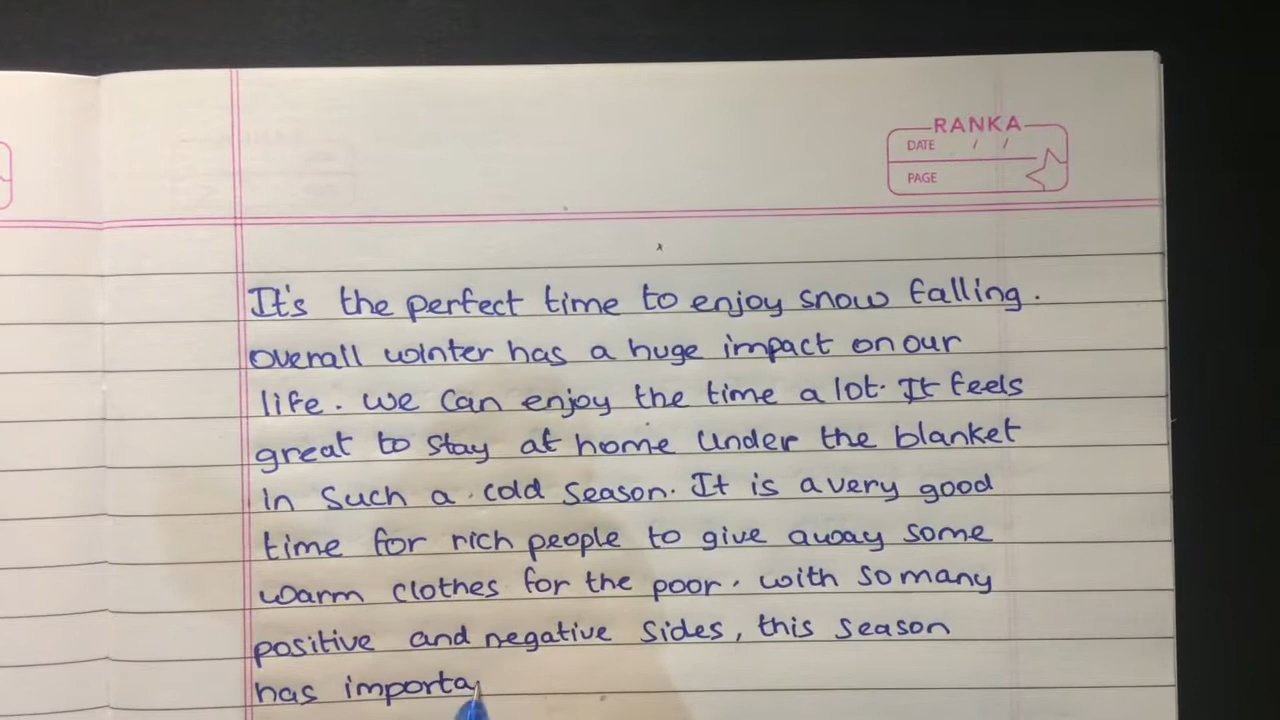 RANKA
DATE / /
PAGE
It's the perfect time to enjoy snow falling.
Overall winter has a huge impact on our
life. We can enjoy the time a lot. It feels
great to stay at home under the blanket
in such a cold season. It is a very good
time for rich people to give away some
warm clothes for the poor. with so many
positive and negative sides, this season
has importa